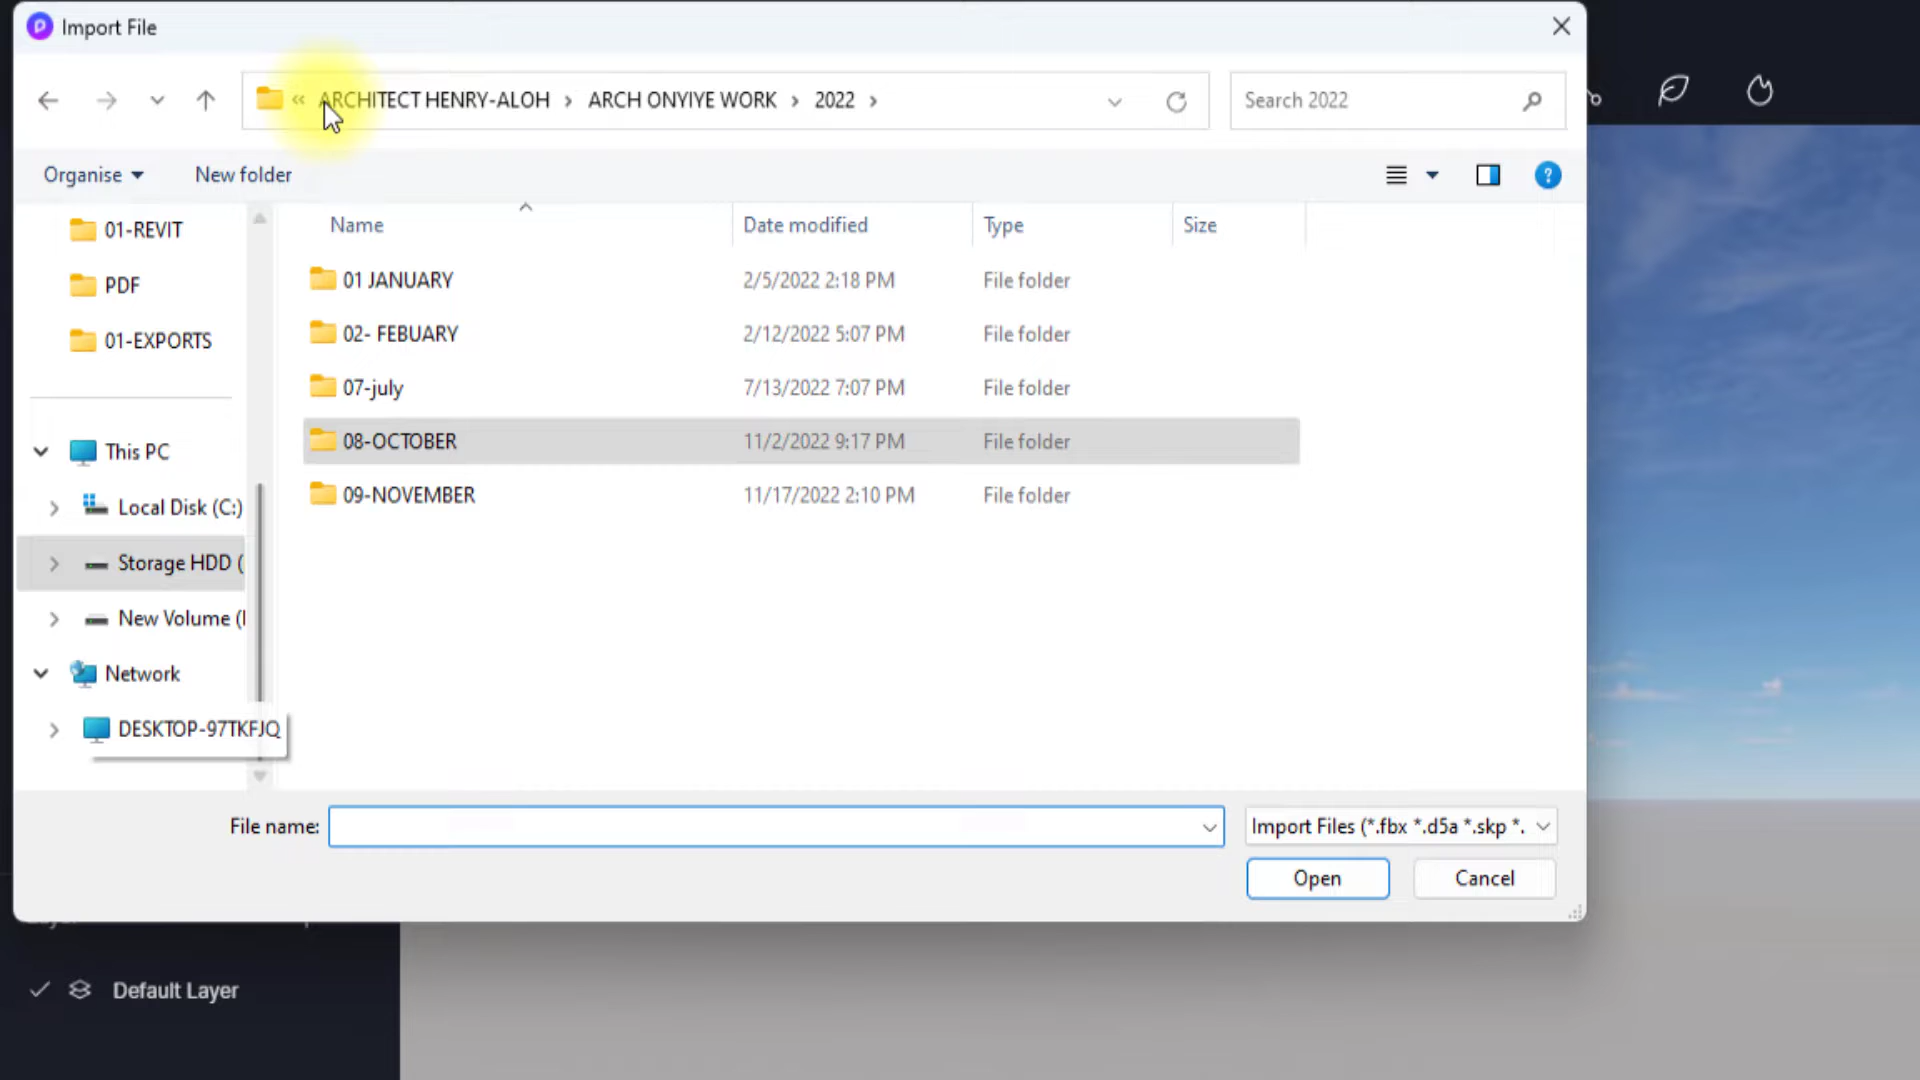 Import File
« ARCHITECT HENRY-ALOH › ARCH ONYIYE WORK › 2022 ›
Search 2022
Organise
New folder
Name
Date modified
Type
Size
01-REVIT
PDF
01-EXPORTS
This PC
Local Disk (C:)
Storage HDD (
New Volume (
Network
DESKTOP-97TKFJQ
01 JANUARY 2/5/2022 2:18 PM File folder
02- FEBUARY 2/12/2022 5:07 PM File folder
07-july 7/13/2022 7:07 PM File folder
08-OCTOBER 11/2/2022 9:17 PM File folder
09-NOVEMBER 11/17/2022 2:10 PM File folder
File name:
Import Files (*.fbx *.d5a *.skp *.
Open
Cancel
Default Layer